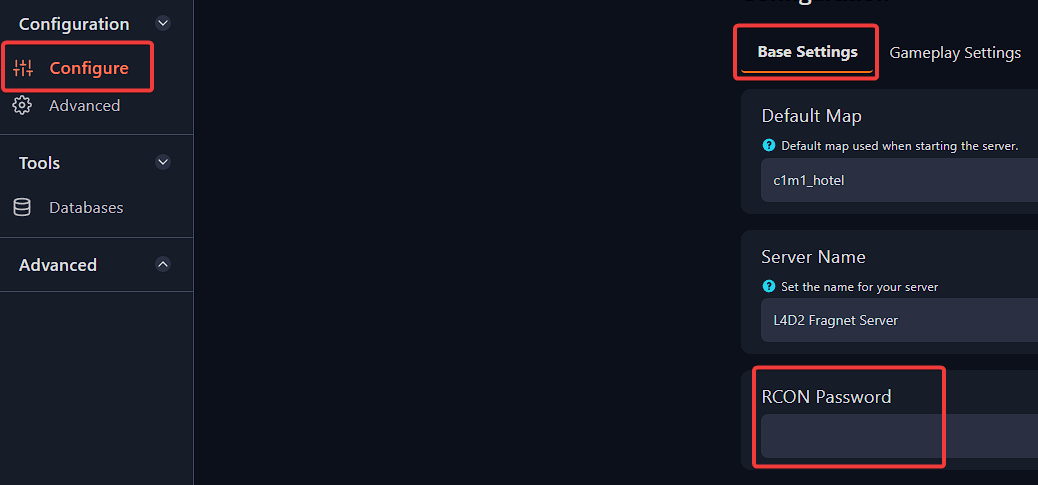 Configuration
Configure
Advanced
Tools
Databases
Advanced
Base Settings
Gameplay Settings
Default Map
Default map used when starting the server.
c1m1_hotel
Server Name
Set the name for your server
L4D2 Fragnet Server
RCON Password